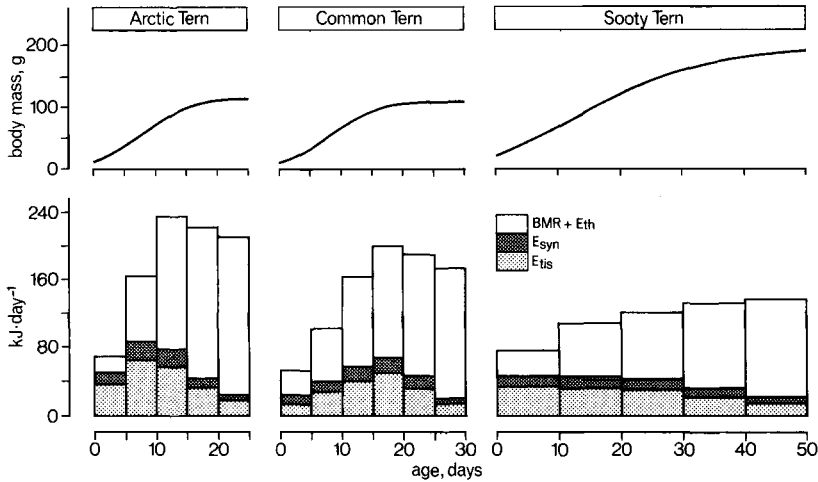 Arctic Tern Common Tern Sooty Tern
body mass, g
200
100
0
kJ·day⁻¹
240
160
80
0
BMR + Eth
Esyn
Etis
0 10 20 0 10 20 30 0 10 20 30 40 50
age, days